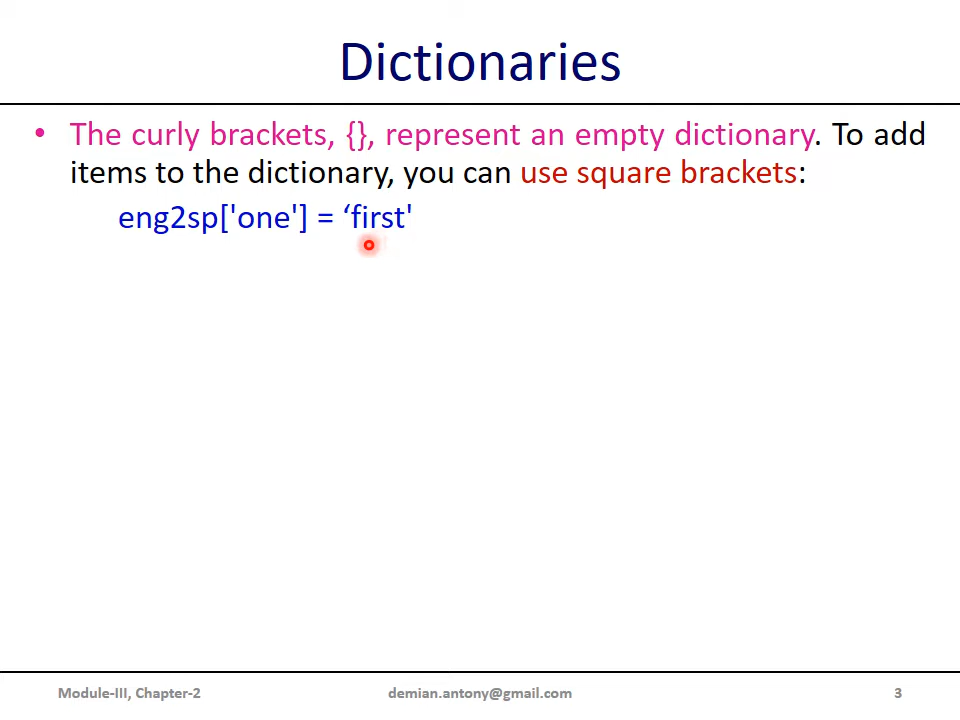 Dictionaries
• The curly brackets, {}, represent an empty dictionary. To add
items to the dictionary, you can use square brackets:
eng2sp['one'] = ‘first'
Module-III, Chapter-2
demian.antony@gmail.com
3